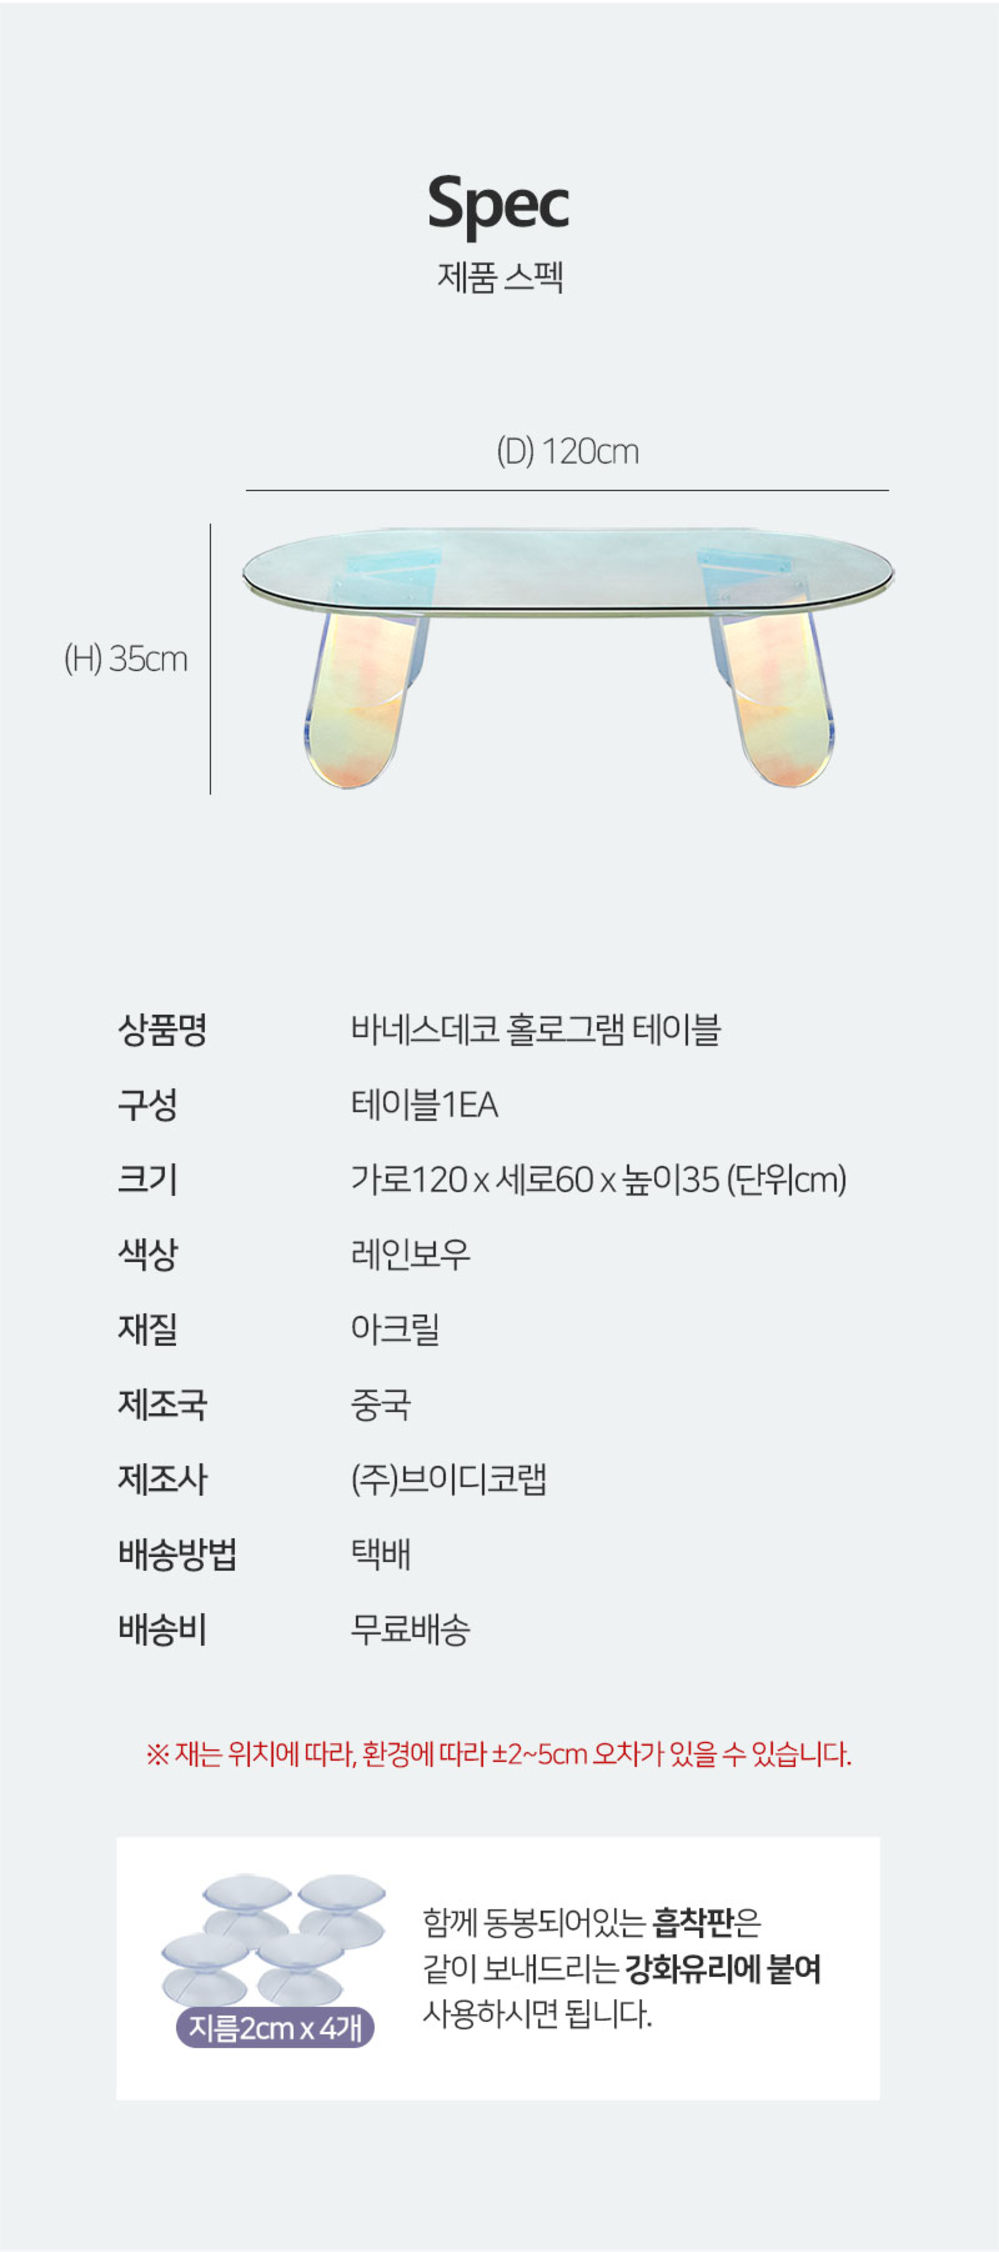 Spec
제품 스펙
(D) 120cm
(H) 35cm
상품명 바네스데코 홀로그램 테이블
구성 테이블1EA
크기 가로120 x 세로60 x 높이35 (단위cm)
색상 레인보우
재질 아크릴
제조국 중국
제조사 (주)브이디코랩
배송방법 택배
배송비 무료배송
※ 재는 위치에 따라, 환경에 따라 ±2~5cm 오차가 있을 수 있습니다.
함께 동봉되어있는 흡착판은
같이 보내드리는 강화유리에 붙여
사용하시면 됩니다.
지름2cm x 4개